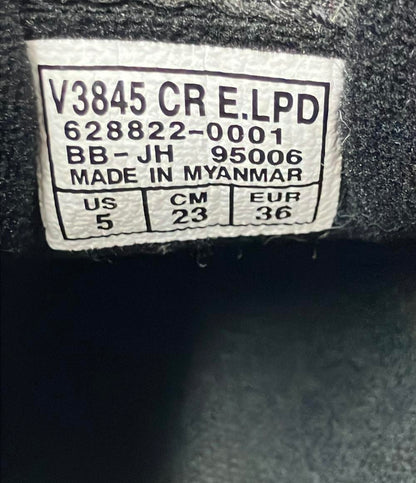 V3845 CR E.LPD
628822-0001
BB-JH 95006
MADE IN MYANMAR
US CM EUR
5 23 36